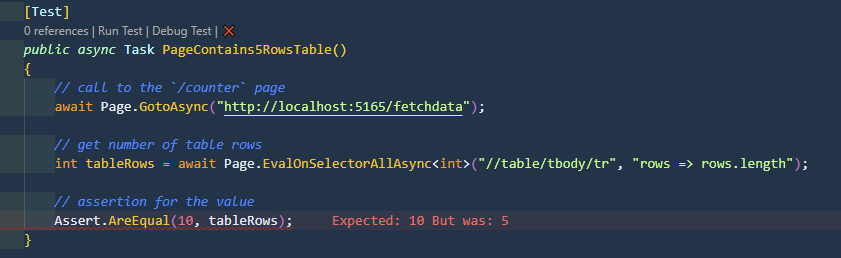 [Test]
0 references | Run Test | Debug Test | ❌
public async Task PageContains5RowsTable()
{
// call to the `/counter` page
await Page.GotoAsync("http://localhost:5165/fetchdata");
// get number of table rows
int tableRows = await Page.EvalOnSelectorAllAsync<int>("//table/tbody/tr", "rows => rows.length");
// assertion for the value
Assert.AreEqual(10, tableRows); Expected: 10 But was: 5
}